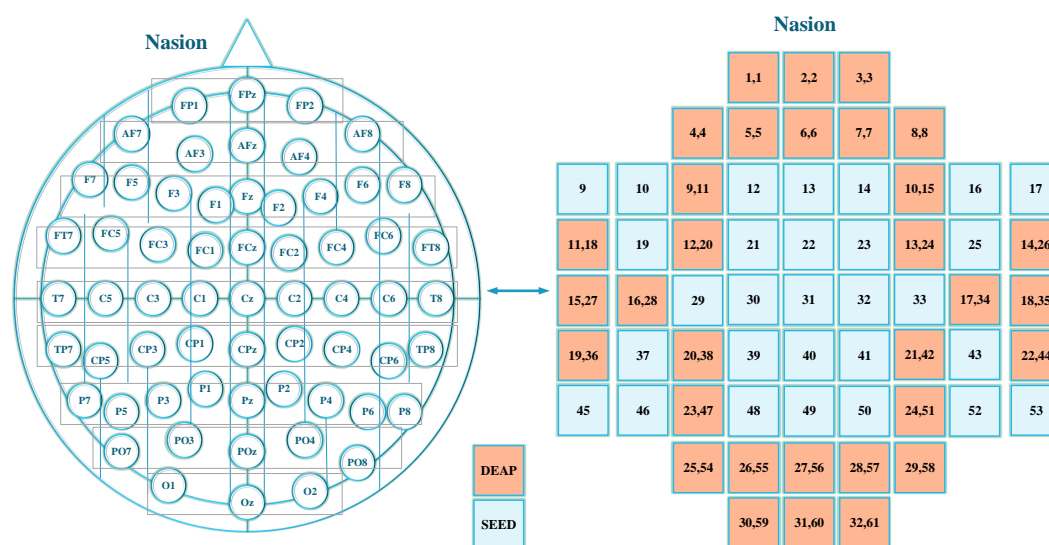 Nasion
FPz
FP1
FP2
AF7
AF8
AFz
AF3
AF4
F7
F5
F3
F1
Fz
F2
F4
F6
F8
FT7
FC5
FC3
FC1
FCz
FC2
FC4
FC6
FT8
T7
C5
C3
C1
Cz
C2
C4
C6
T8
TP7
CP5
CP3
CP1
CPz
CP2
CP4
CP6
TP8
P7
P5
P3
P1
Pz
P2
P4
P6
P8
PO7
PO3
POz
PO4
PO8
O1
Oz
O2
DEAP
SEED
Nasion
1,1 2,2 3,3
4,4 5,5 6,6 7,7 8,8
9 10 9,11 12 13 14 10,15 16 17
11,18 19 12,20 21 22 23 13,24 25 14,26
15,27 16,28 29 30 31 32 33 17,34 18,35
19,36 37 20,38 39 40 41 21,42 43 22,44
45 46 23,47 48 49 50 24,51 52 53
25,54 26,55 27,56 28,57 29,58
30,59 31,60 32,61